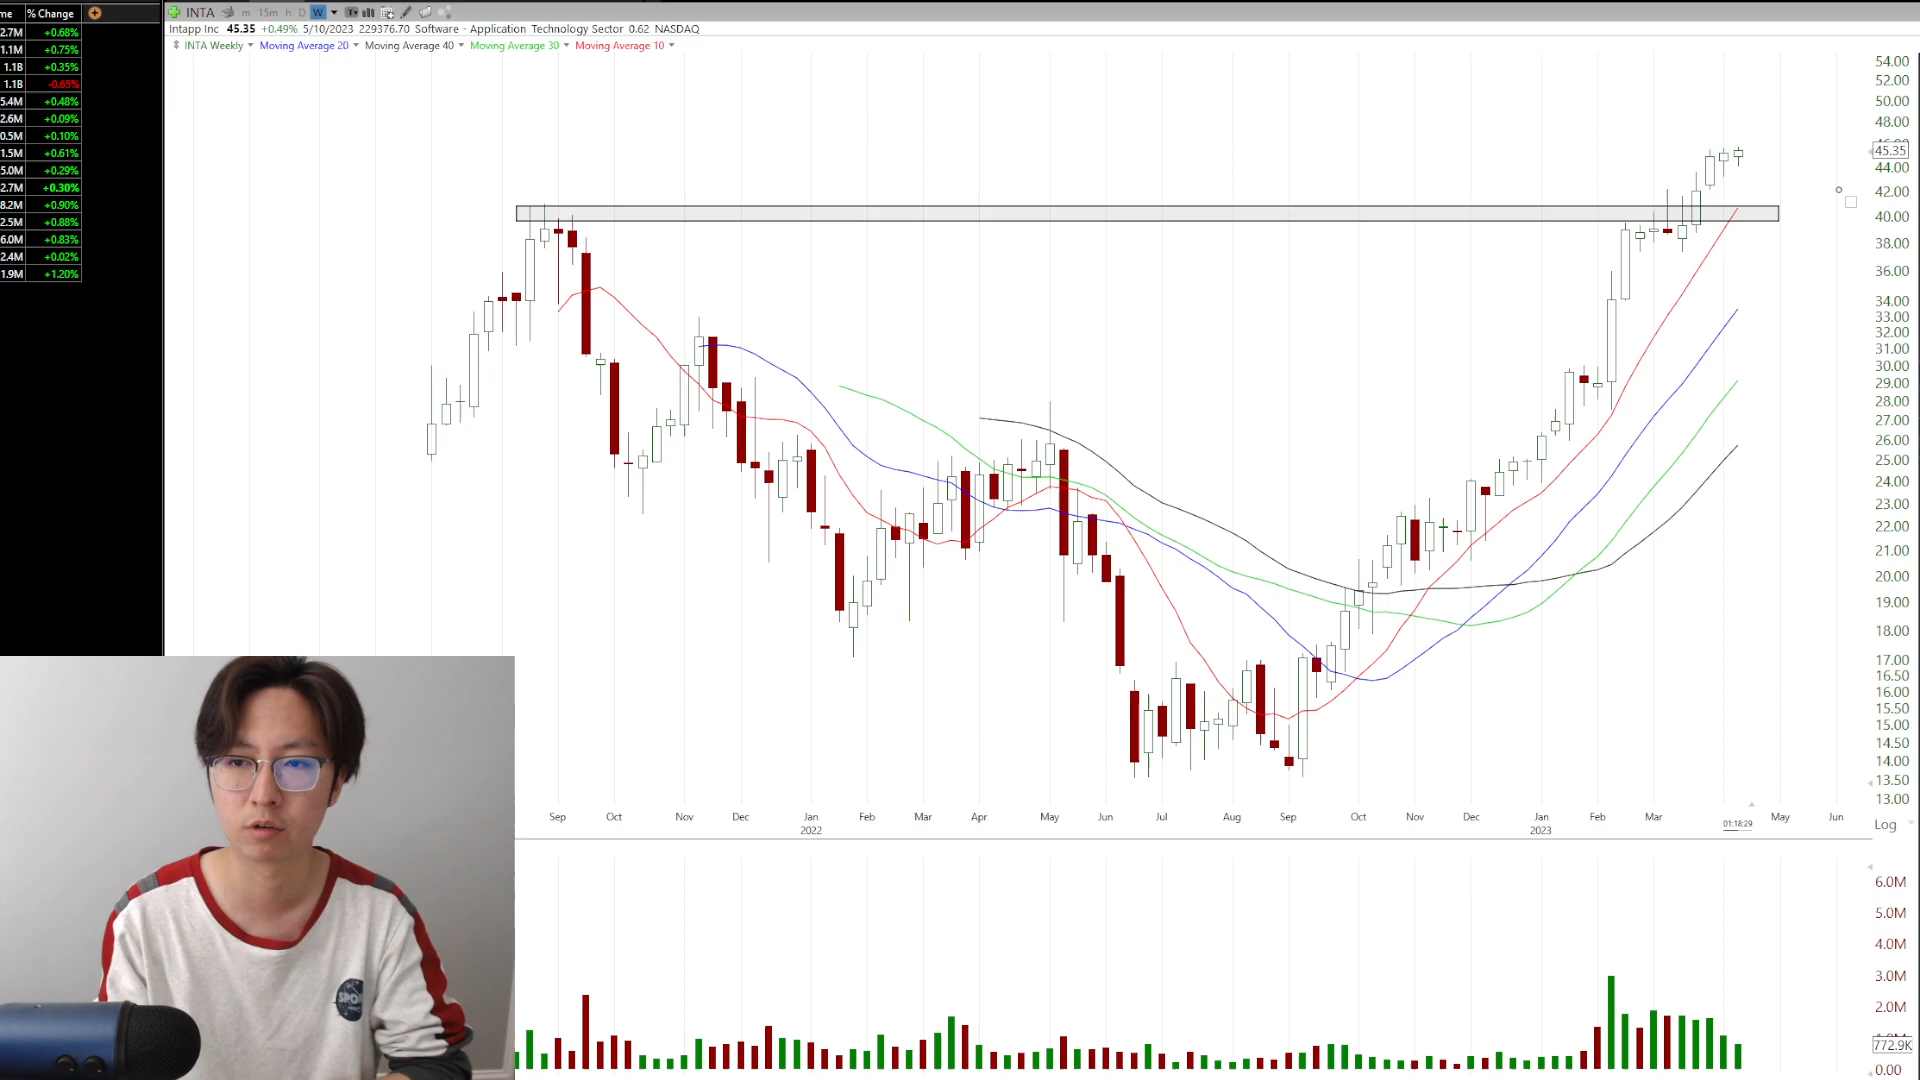 me % Change
2.7M +0.68%
1.1M +0.75%
1.1B +0.35%
1.1B -0.65%
5.4M +0.48%
2.6M +0.09%
0.5M +0.10%
1.5M +0.61%
5.0M +0.29%
2.7M +0.30%
8.2M +0.90%
2.5M +0.88%
6.0M +0.83%
2.4M +0.02%
1.9M +1.20%
INTA m 15m h D W
Intapp Inc 45.35 +0.49% 5/10/2023 229376.70 Software - Application Technology Sector 0.62 NASDAQ
INTA Weekly Moving Average 20 Moving Average 40 Moving Average 30 Moving Average 10
54.00
52.00
50.00
48.00
45.35
44.00
42.00
40.00
38.00
36.00
34.00
33.00
32.00
31.00
30.00
29.00
28.00
27.00
26.00
25.00
24.00
23.00
22.00
21.00
20.00
19.00
18.00
17.00
16.50
16.00
15.50
15.00
14.50
14.00
13.50
13.00
Sep Oct Nov Dec Jan Feb Mar Apr May Jun Jul Aug Sep Oct Nov Dec Jan Feb Mar 01:18:29 May Jun
2022 2023
Log
6.0M
5.0M
4.0M
3.0M
2.0M
772.9K
0.00